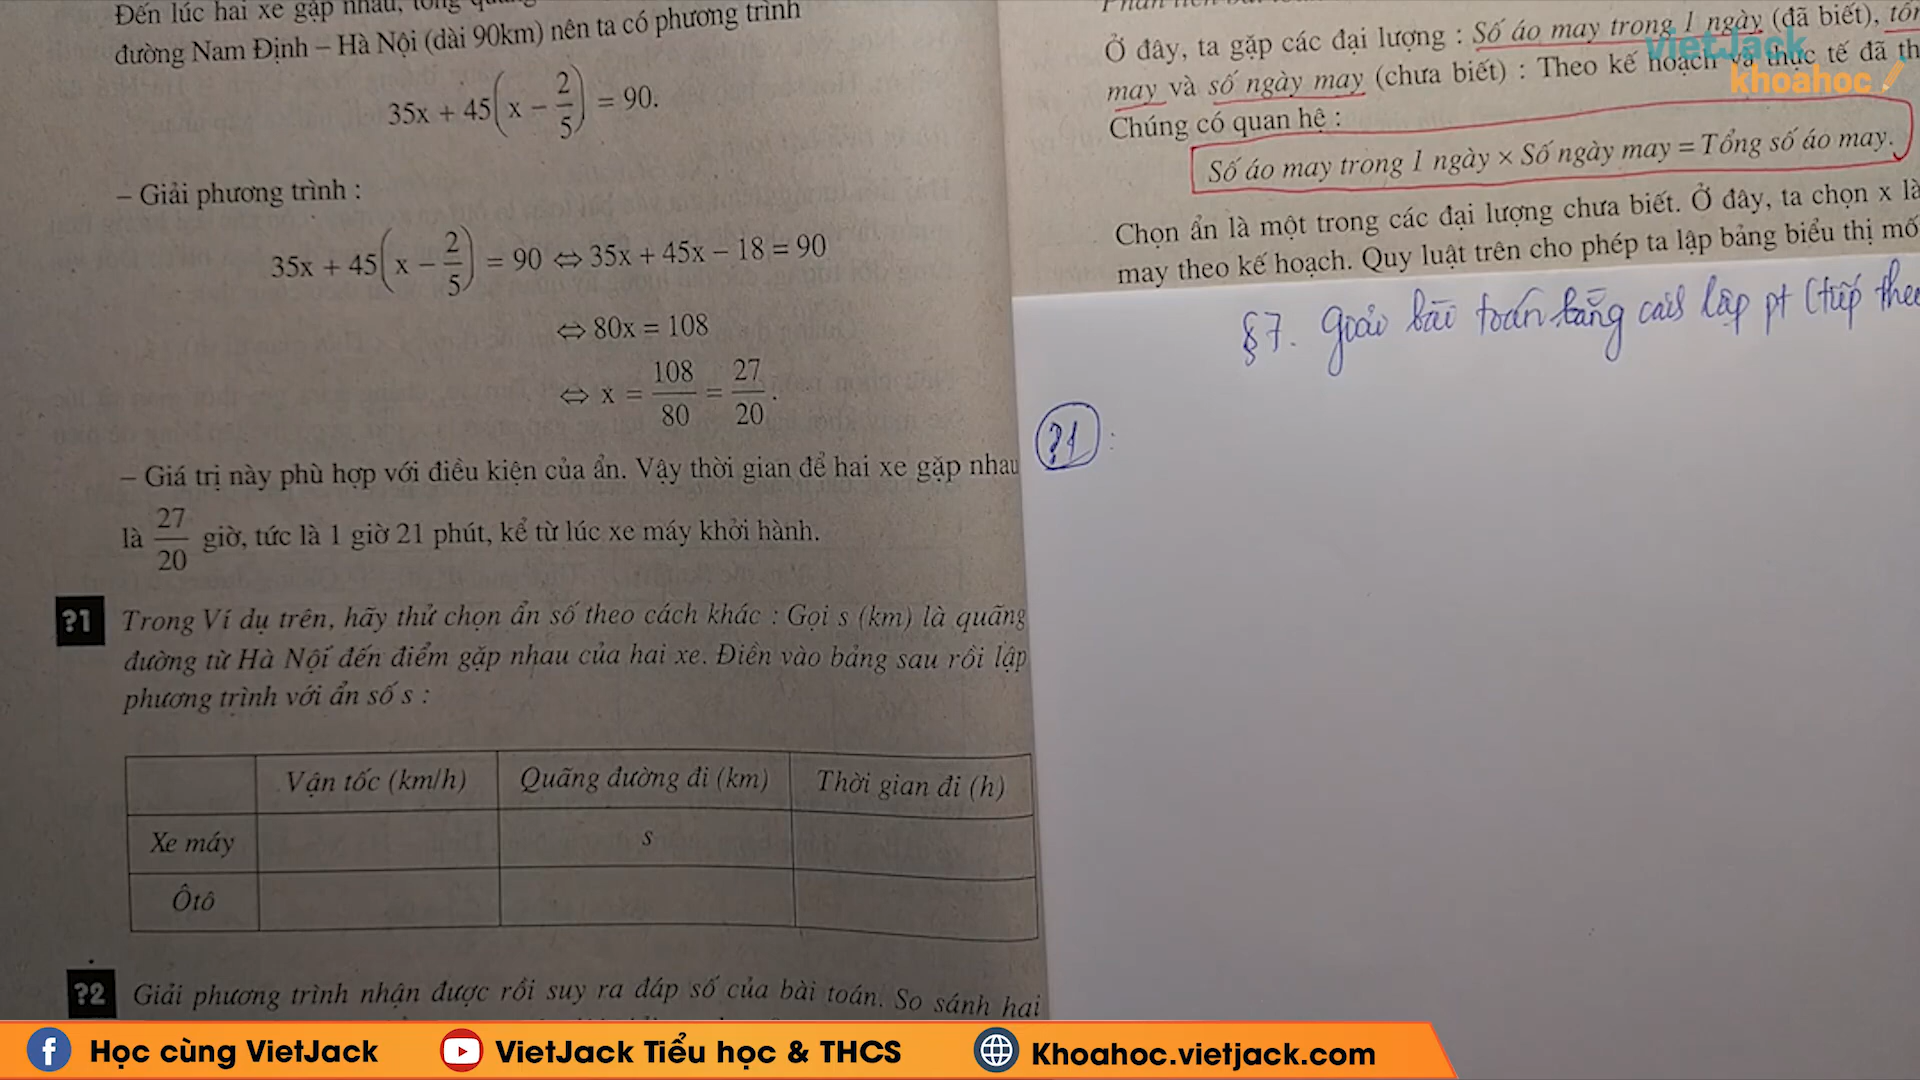 Đến lúc hai xe gặp nhau, tổng
đường Nam Định – Hà Nội (dài 90km) nên ta có phương trình
35x + 45(x − 2/5) = 90.
– Giải phương trình :
35x + 45(x − 2/5) = 90 ⇔ 35x + 45x − 18 = 90
⇔ 80x = 108
⇔ x = 108/80 = 27/20.
– Giá trị này phù hợp với điều kiện của ẩn. Vậy thời gian để hai xe gặp nhau
là 27/20 giờ, tức là 1 giờ 21 phút, kể từ lúc xe máy khởi hành.
?1 Trong Ví dụ trên, hãy thử chọn ẩn số theo cách khác : Gọi s (km) là quãng
đường từ Hà Nội đến điểm gặp nhau của hai xe. Điền vào bảng sau rồi lập
phương trình với ẩn số s :
Vận tốc (km/h) Quãng đường đi (km) Thời gian đi (h)
Xe máy s
Ôtô
?2 Giải phương trình nhận được rồi suy ra đáp số của bài toán. So sánh hai
Ở đây, ta gặp các đại lượng : Số áo may trong 1 ngày (đã biết),
may và số ngày may (chưa biết) : Theo kế hoạch và thực tế đã
Chúng có quan hệ :
Số áo may trong 1 ngày × Số ngày may = Tổng số áo may.
Chọn ẩn là một trong các đại lượng chưa biết. Ở đây, ta chọn x là
may theo kế hoạch. Quy luật trên cho phép ta lập bảng biểu thị
§7. Giải bài toán bằng cách lập pt (tiếp
?1 :
vietJack
khoahoc
Học cùng VietJack
VietJack Tiểu học & THCS
Khoahoc.vietjack.com